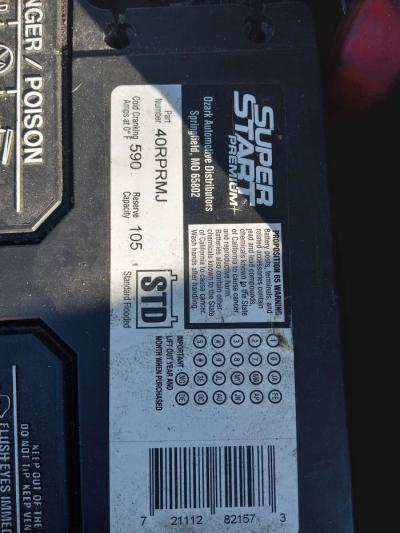 NGER / POISON
SUPER
START
PREMIUM+
Ozark Automotive Distributors
Springfield, MO 65802
Part
Number 40RPRMJ
Cold Cranking
Amps at 0° F 590
Reserve
Capacity 105
STD
Standard Flooded
PROPOSITION 65 WARNING:
Battery posts, terminals, and
related accessories contain
lead and lead compounds,
chemicals known to the State
of California to cause cancer,
and reproductive harm.
Batteries also contain other
chemicals known to the State
of California to cause cancer.
Wash hands after handling.
IMPORTANT
LIFT OUT YEAR AND
MONTH WHEN PURCHASED
7 21112 82157 3
KEEP OUT OF THE
DO NOT TIP. KEEP VENT
FLUSH EYES IMMED